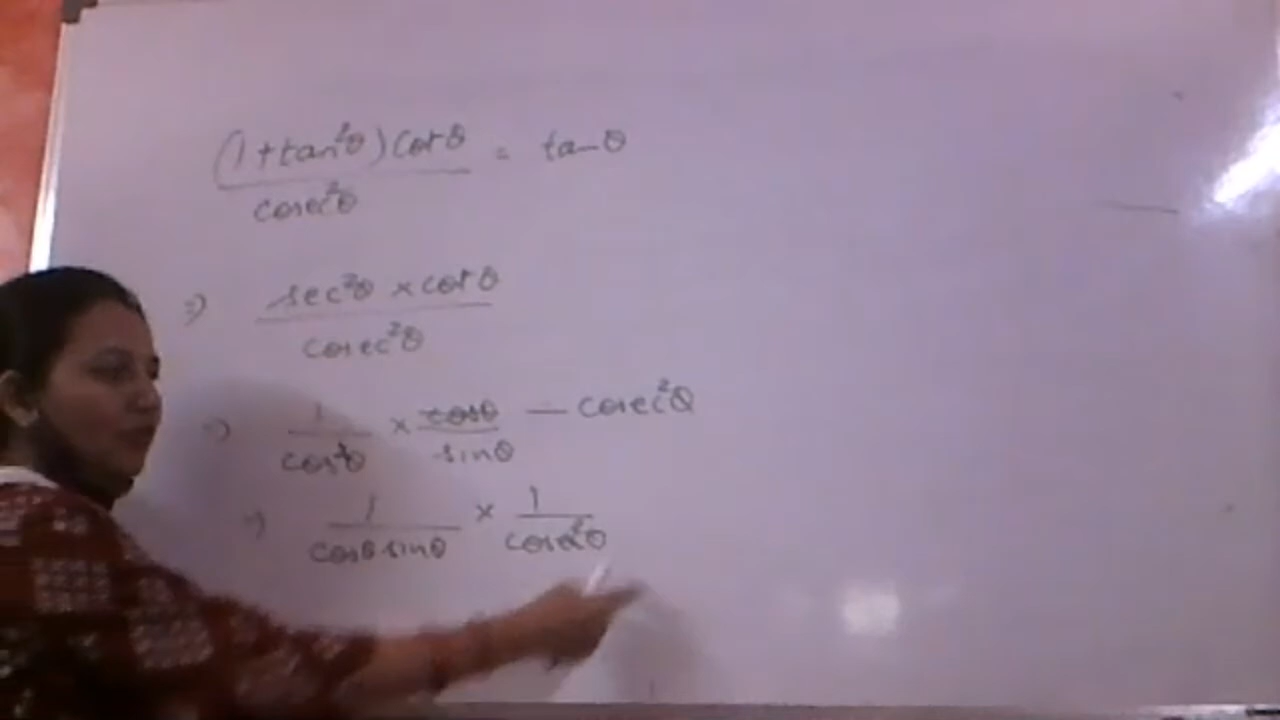 (1+tan²θ)cotθ = tanθ
cosec²θ
⇒) sec²θ × cotθ
cosec²θ
⇒) 1 × cosθ — cosec²θ
cos²θ sinθ
⇒) 1 × 1
cosθ sinθ cosec²θ